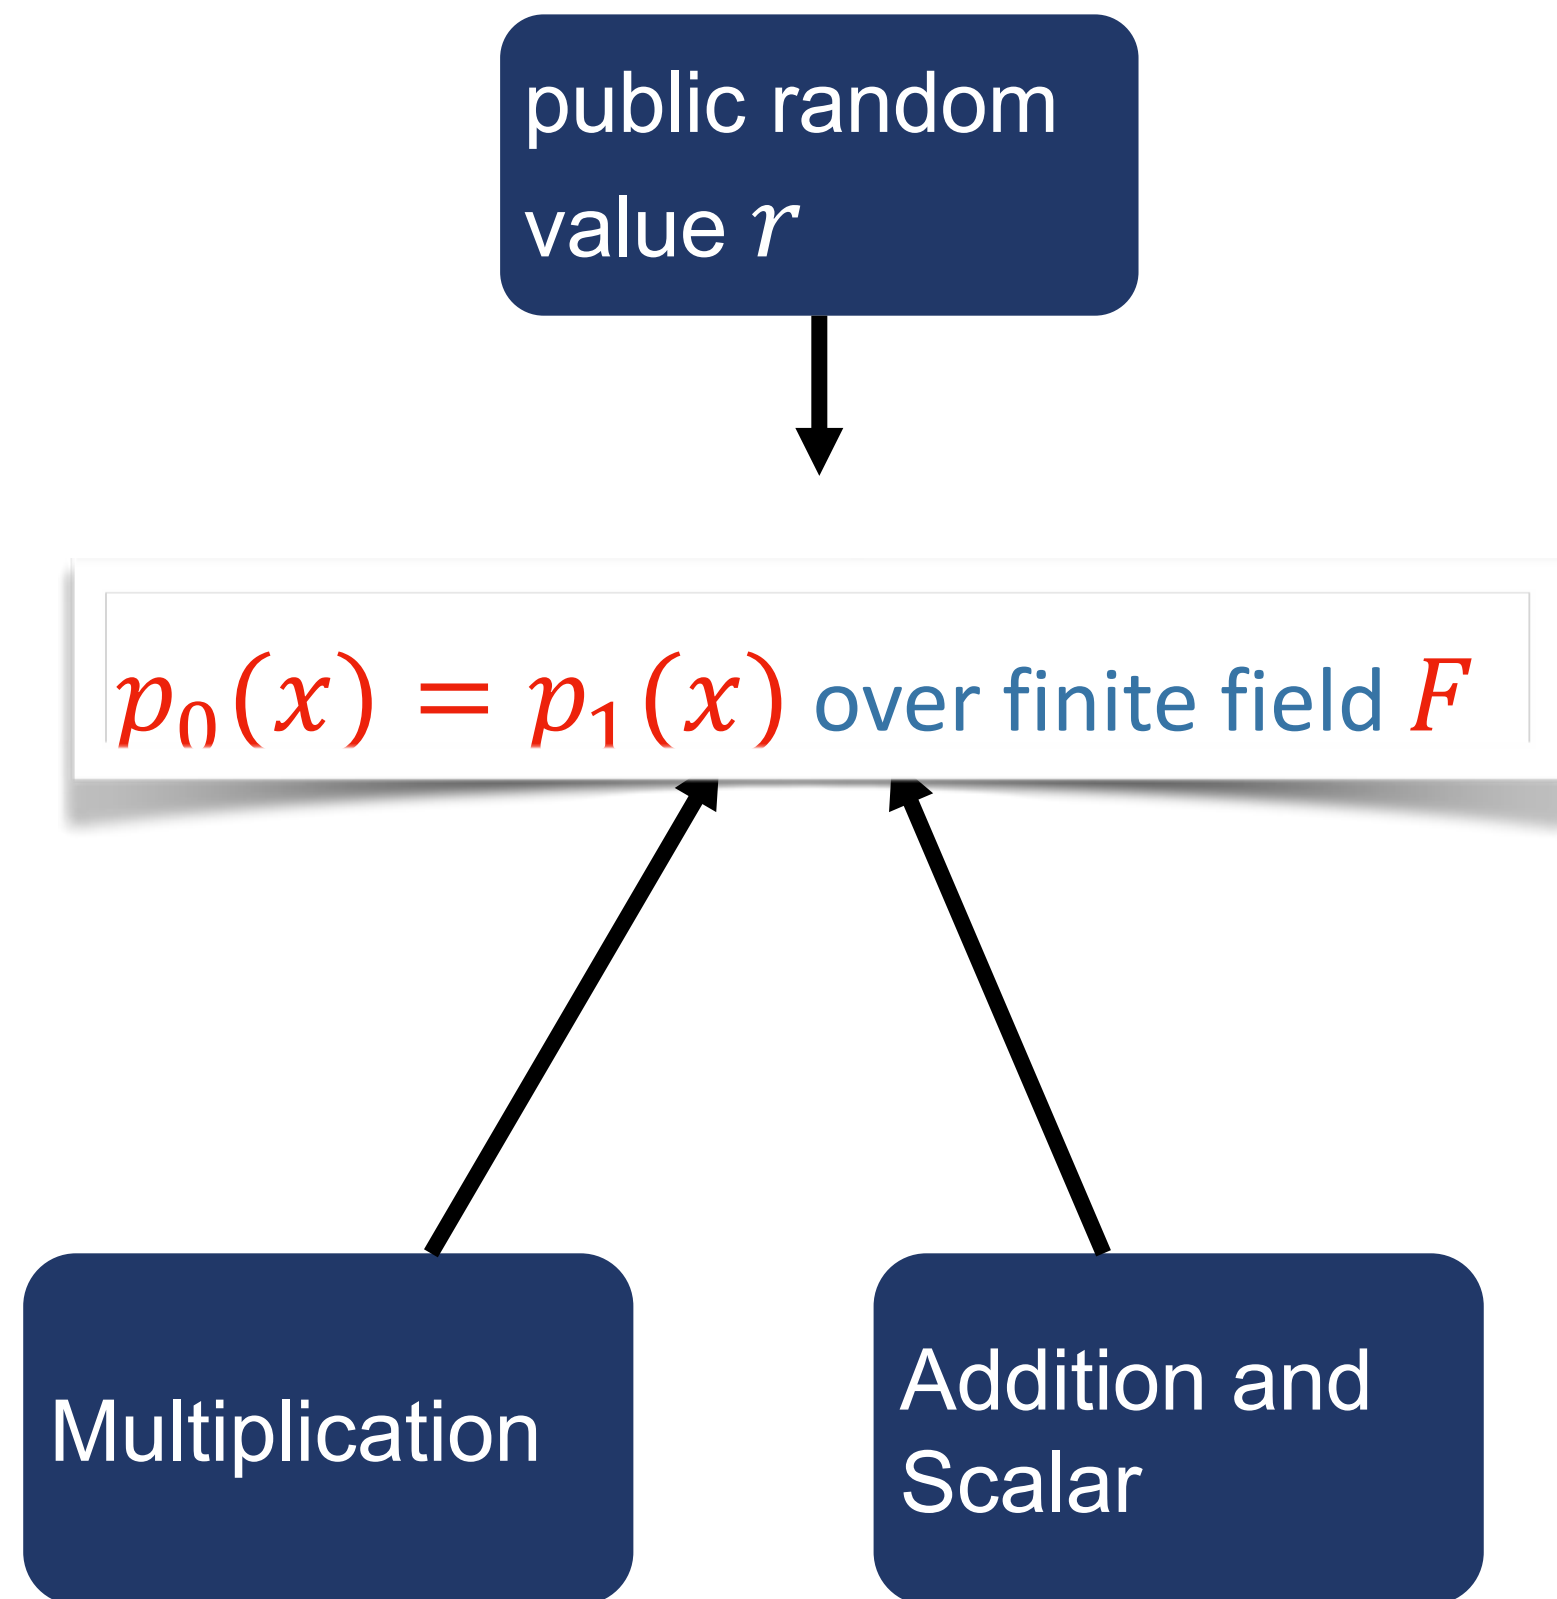 public random
value r
p₀(x) = p₁(x) over finite field F
Multiplication
Addition and
Scalar